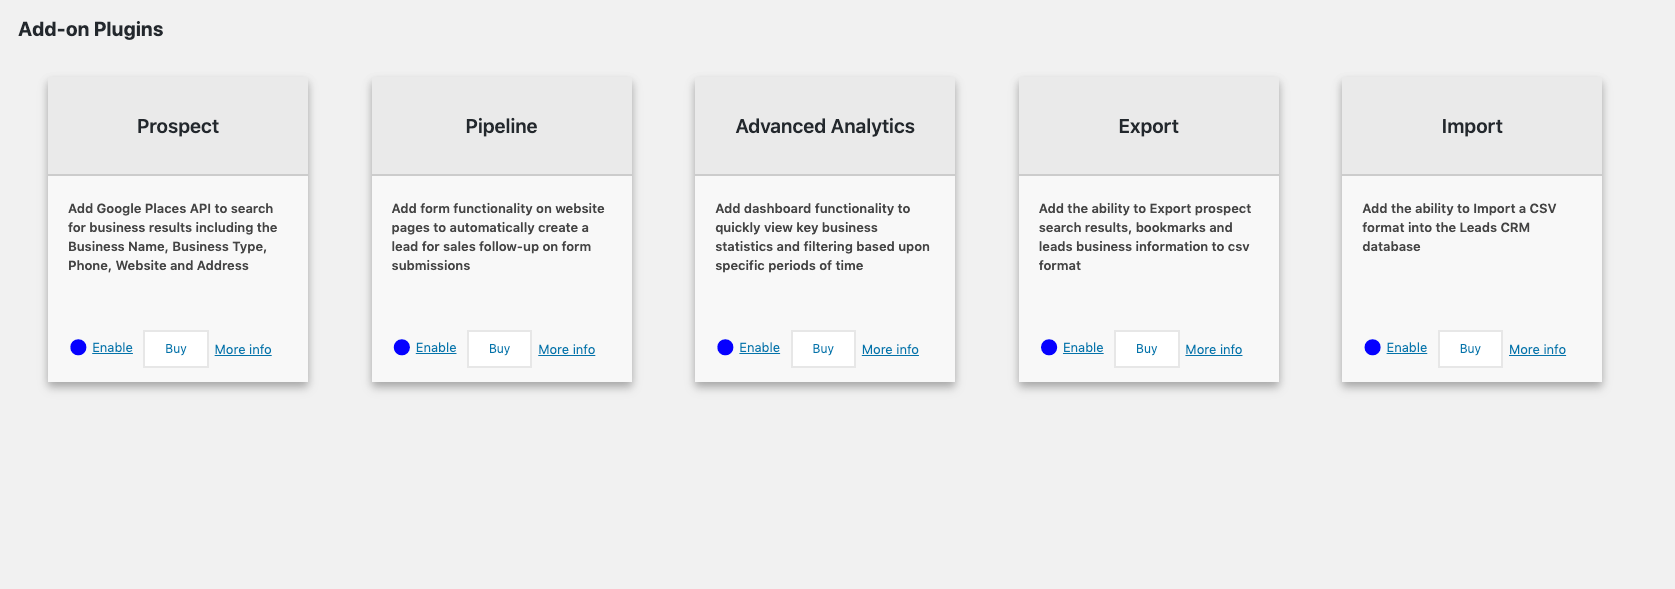 Add-on Plugins
Prospect
Add Google Places API to search
for business results including the
Business Name, Business Type,
Phone, Website and Address
Enable
Buy
More info
Pipeline
Add form functionality on website
pages to automatically create a
lead for sales follow-up on form
submissions
Enable
Buy
More info
Advanced Analytics
Add dashboard functionality to
quickly view key business
statistics and filtering based upon
specific periods of time
Enable
Buy
More info
Export
Add the ability to Export prospect
search results, bookmarks and
leads business information to csv
format
Enable
Buy
More info
Import
Add the ability to Import a CSV
format into the Leads CRM
database
Enable
Buy
More info